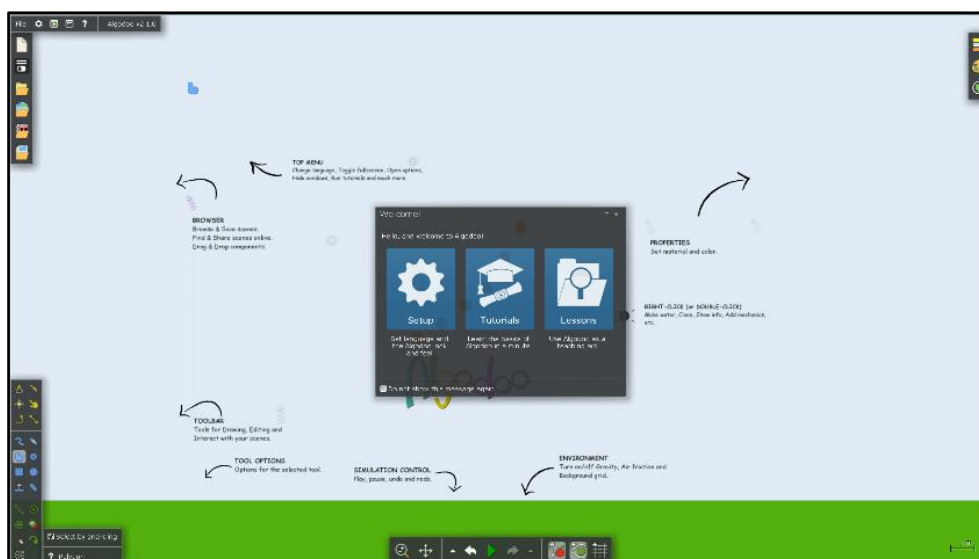 File ? Algodoo v2.1.0
TOP MENU
Change language, Toggle fullscreen, Open options,
Hide windows, Run tutorials and much more.
BROWSER
Browse & Save scenes.
Find & Share scenes online.
Drag & Drop components.
Welcome!
Hello, and welcome to Algodoo!
Setup
Tutorials
Lessons
Set language and
the Algodoo look
and feel
Learn the basics of
Algodoo in a minute
Use Algodoo as a
teaching aid
Do not show this message again
Algodoo
PROPERTIES
Set material and color.
RIGHT-CLICK (or DOUBLE-CLICK)
Make water, Clone, Show info, Add mechanics,
etc.
TOOLBAR
Tools for Drawing, Editing and
Interact with your scenes.
TOOL OPTIONS
Options for the selected tool.
SIMULATION CONTROL
Play, pause, undo and redo.
ENVIRONMENT
Turn on/off Gravity, Air friction and
Background grid.
Select by encircling
? Polygon